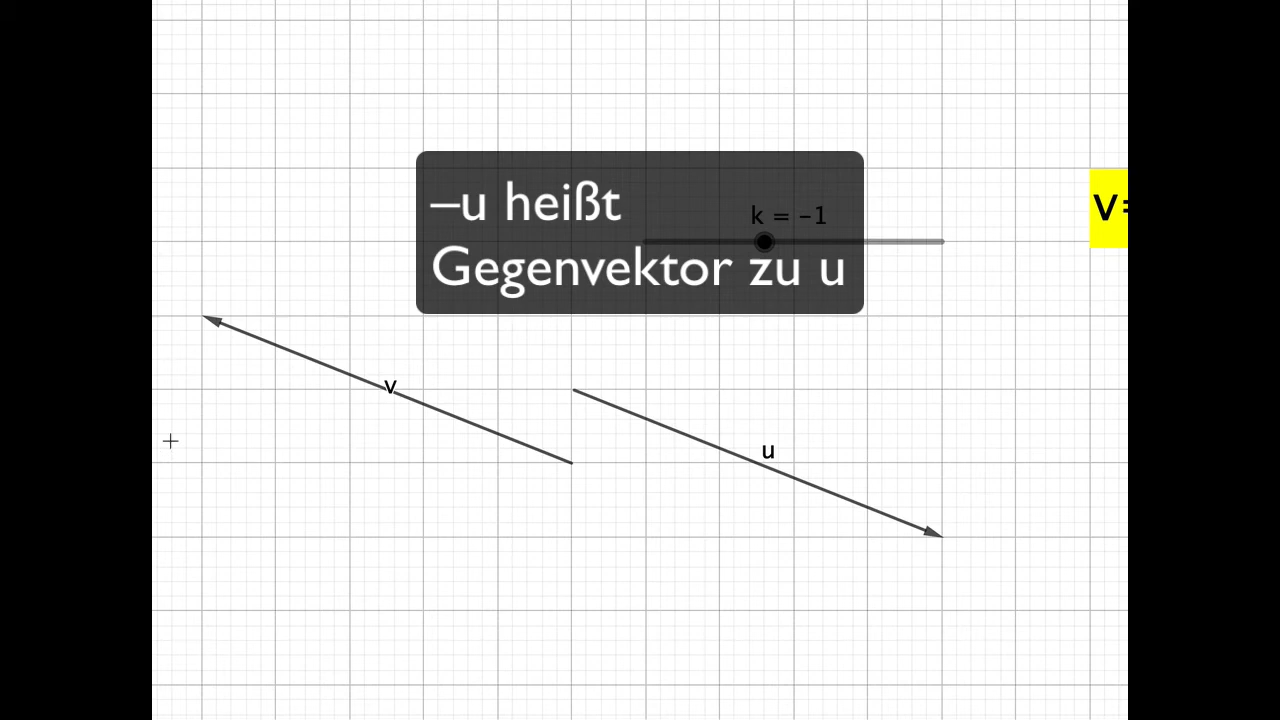 –u heißt
Gegenvektor zu u
k = –1
V=
v
u